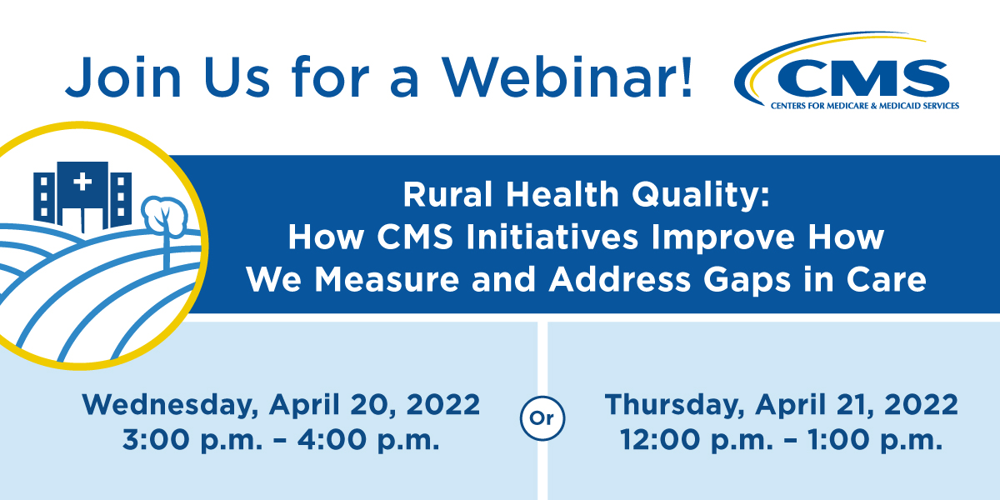 Join Us for a Webinar!
CMS
CENTERS FOR MEDICARE & MEDICAID SERVICES
Rural Health Quality:
How CMS Initiatives Improve How
We Measure and Address Gaps in Care
Wednesday, April 20, 2022
3:00 p.m. – 4:00 p.m.
Or
Thursday, April 21, 2022
12:00 p.m. – 1:00 p.m.